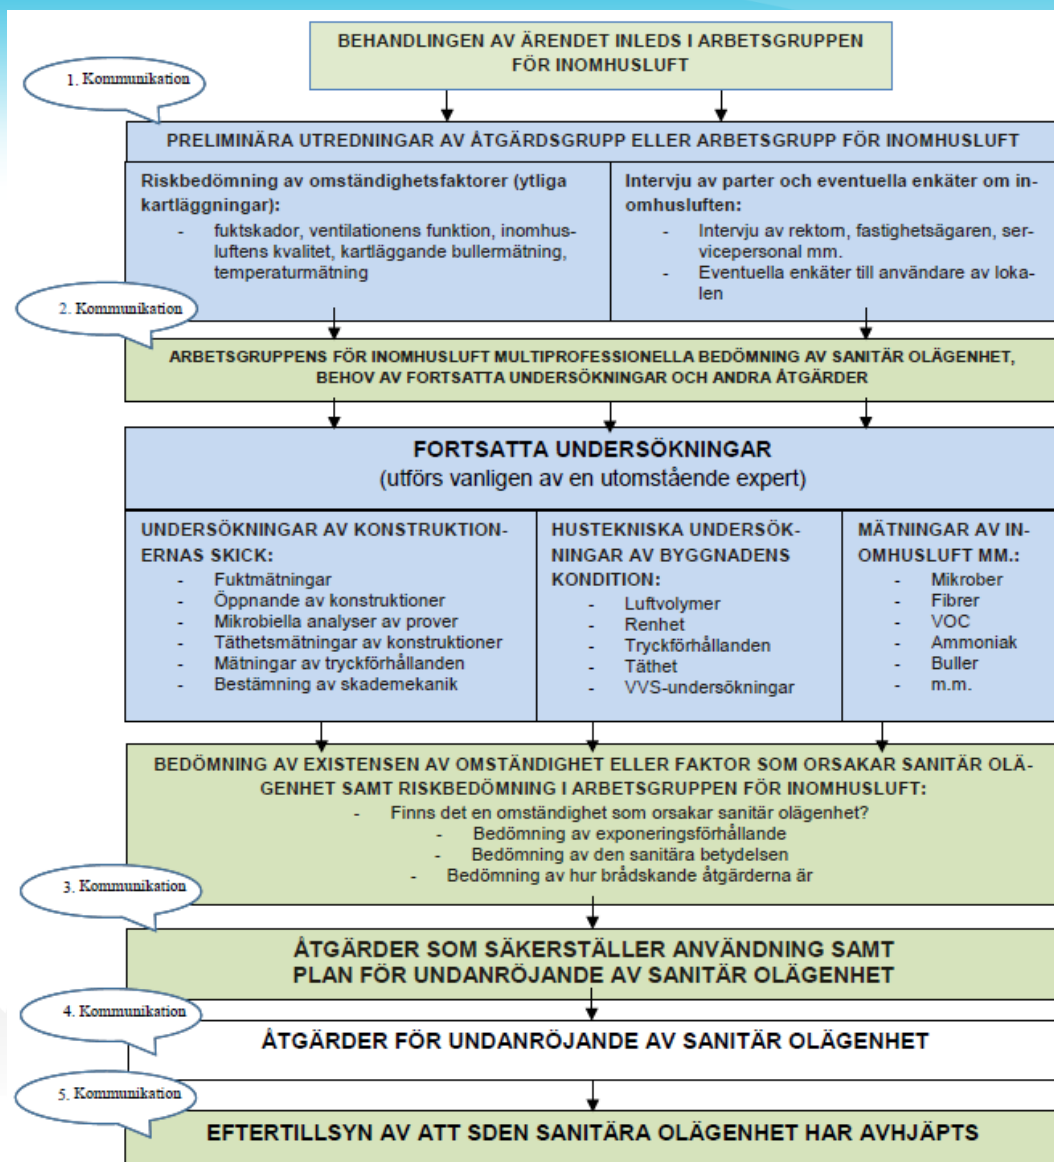 BEHANDLINGEN AV ÄRENDET INLEDS I ARBETSGRUPPEN
FÖR INOMHUSLUFT
1. Kommunikation
PRELIMINÄRA UTREDNINGAR AV ÅTGÄRDSGRUPP ELLER ARBETSGRUPP FÖR INOMHUSLUFT
Riskbedömning av omständighetsfaktorer (ytliga
kartläggningar):
- fuktskador, ventilationens funktion, inomhus-
luftens kvalitet, kartläggande bullermätning,
temperaturmätning
Intervju av parter och eventuella enkäter om in-
omhusluften:
- Intervju av rektorn, fastighetsägaren, ser-
vicepersonal mm.
- Eventuella enkäter till användare av loka-
len
2. Kommunikation
ARBETSGRUPPENS FÖR INOMHUSLUFT MULTIPROFESSIONELLA BEDÖMNING AV SANITÄR OLÄGENHET,
BEHOV AV FORTSATTA UNDERSÖKNINGAR OCH ANDRA ÅTGÄRDER
FORTSATTA UNDERSÖKNINGAR
(utförs vanligen av en utomstående expert)
UNDERSÖKNINGAR AV KONSTRUKTION-
ERNAS SKICK:
- Fuktmätningar
- Öppnande av konstruktioner
- Mikrobiella analyser av prover
- Täthetsmätningar av konstruktioner
- Mätningar av tryckförhållanden
- Bestämning av skademekanik
HUSTEKNISKA UNDERSÖK-
NINGAR AV BYGGNADENS
KONDITION:
- Luftvolymer
- Renhet
- Tryckförhållanden
- Täthet
- VVS-undersökningar
MÄTNINGAR AV IN-
OMHUSLUFT MM.:
- Mikrober
- Fibrer
- VOC
- Ammoniak
- Buller
- m.m.
BEDÖMNING AV EXISTENSEN AV OMSTÄNDIGHET ELLER FAKTOR SOM ORSAKAR SANITÄR OLÄ-
GENHET SAMT RISKBEDÖMNING I ARBETSGRUPPEN FÖR INOMHUSLUFT:
- Finns det en omständighet som orsakar sanitär olägenhet?
- Bedömning av exponeringsförhållande
- Bedömning av den sanitära betydelsen
- Bedömning av hur brådskande åtgärderna är
3. Kommunikation
ÅTGÄRDER SOM SÄKERSTÄLLER ANVÄNDNING SAMT
PLAN FÖR UNDANRÖJANDE AV SANITÄR OLÄGENHET
4. Kommunikation
ÅTGÄRDER FÖR UNDANRÖJANDE AV SANITÄR OLÄGENHET
5. Kommunikation
EFTERTILLSYN AV ATT SDEN SANITÄRA OLÄGENHET HAR AVHJÄPTS